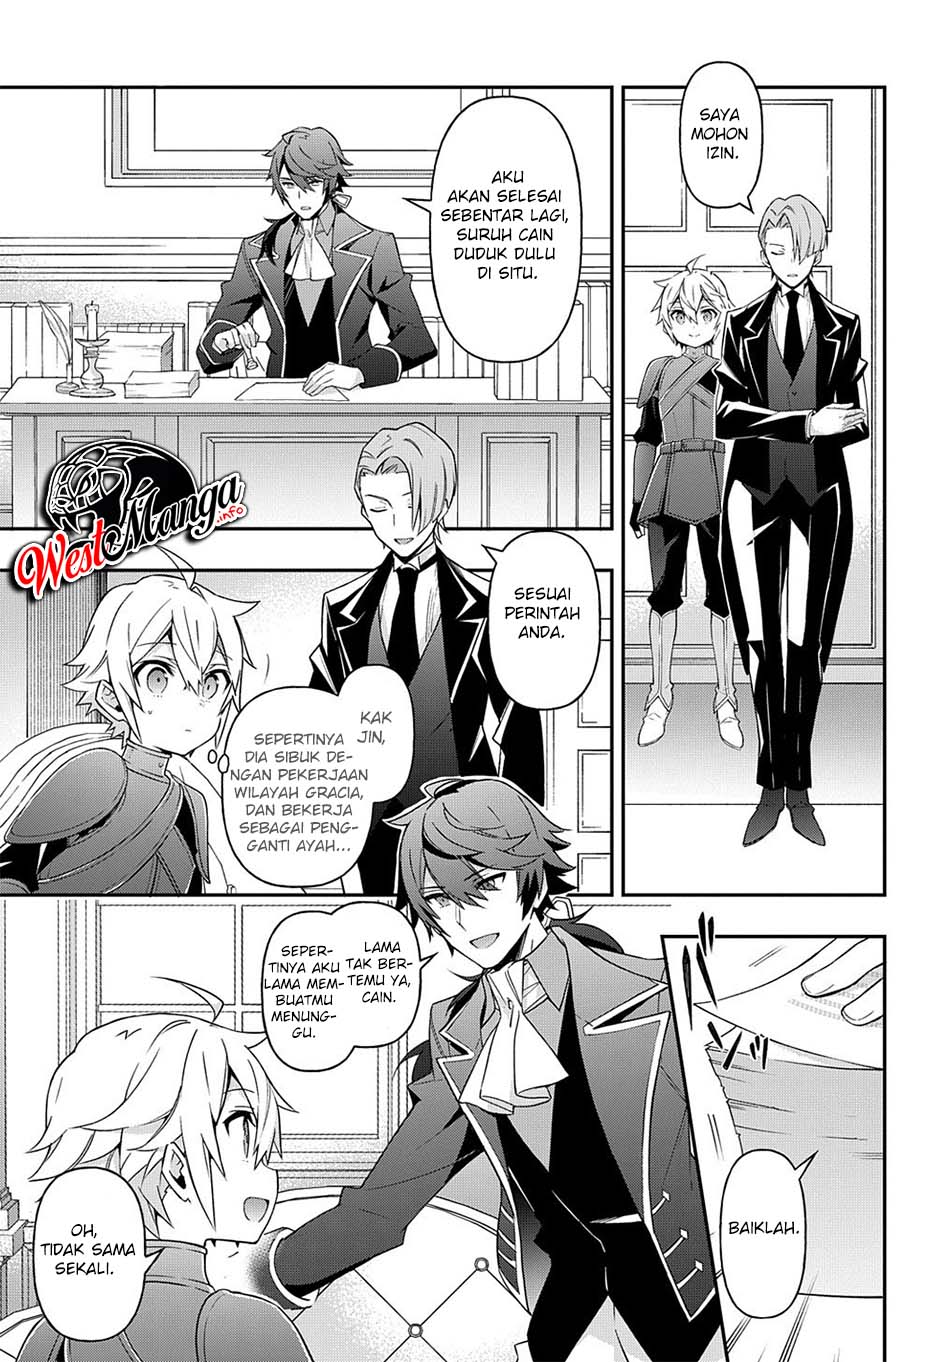 SAYA
MOHON
IZIN.
AKU
AKAN SELESAI
SEBENTAR LAGI,
SURUH CAIN
DUDUK DULU
DI SITU.
SESUAI
PERINTAH
ANDA.
KAK
JIN,
SEPERTINYA
DIA SIBUK DE-
NGAN PEKERJAAN
WILAYAH GRACIA,
DAN BEKERJA
SEBAGAI PENG-
GANTI AYAH...
WestManga
.info
BAIKLAH.
LAMA
TAK BER-
TEMU YA,
CAIN.
SEPER-
TINYA AKU
LAMA MEM-
BUATMU
MENUNG-
GU.
OH,
TIDAK SAMA
SEKALI.